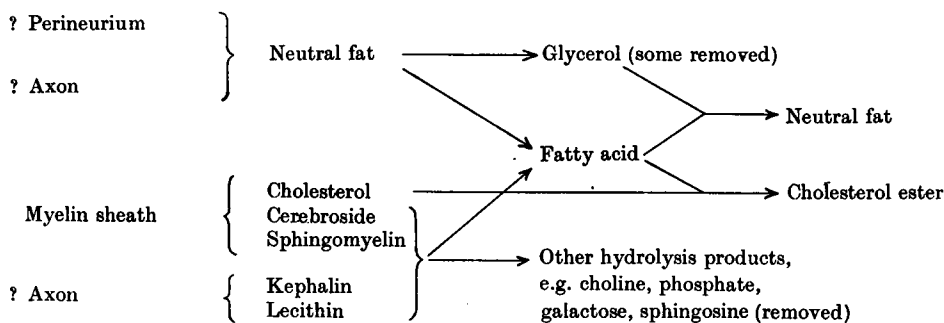 ? Perineurium
? Axon
Neutral fat
Glycerol (some removed)
Neutral fat
Fatty acid
Myelin sheath
Cholesterol
Cerebroside
Sphingomyelin
Cholesterol ester
? Axon
Kephalin
Lecithin
Other hydrolysis products,
e.g. choline, phosphate,
galactose, sphingosine (removed)